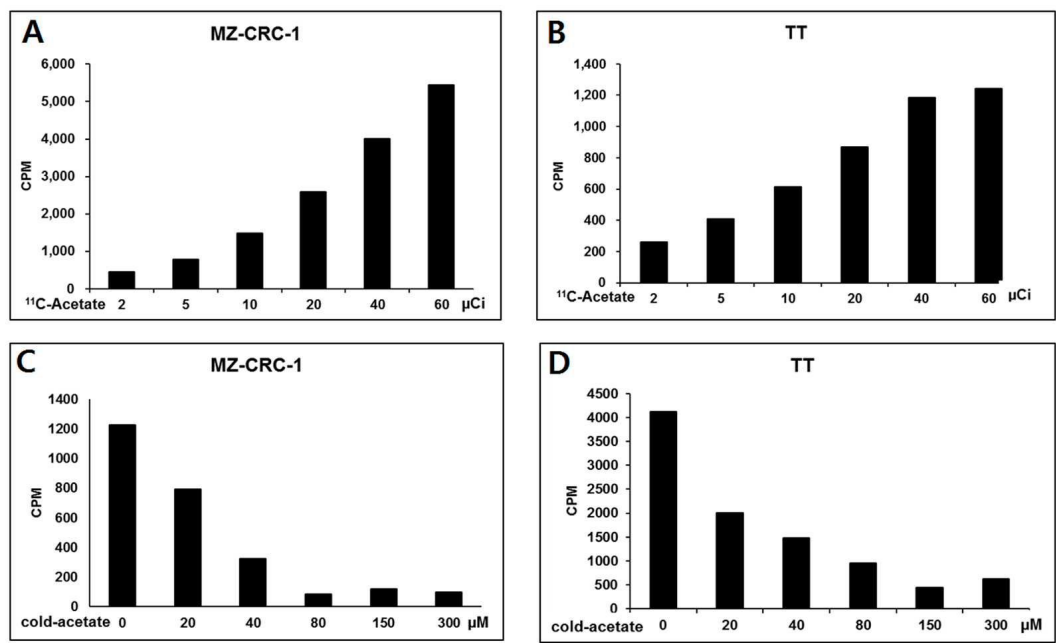 A
MZ-CRC-1
6,000
5,000
4,000
3,000
2,000
1,000
0
CPM
¹¹C-Acetate 2 5 10 20 40 60 µCi
B
TT
1,400
1,200
1,000
800
600
400
200
0
CPM
¹¹C-Acetate 2 5 10 20 40 60 µCi
C
MZ-CRC-1
1400
1200
1000
800
600
400
200
0
CPM
cold-acetate 0 20 40 80 150 300 µM
D
TT
4500
4000
3500
3000
2500
2000
1500
1000
500
0
CPM
cold-acetate 0 20 40 80 150 300 µM